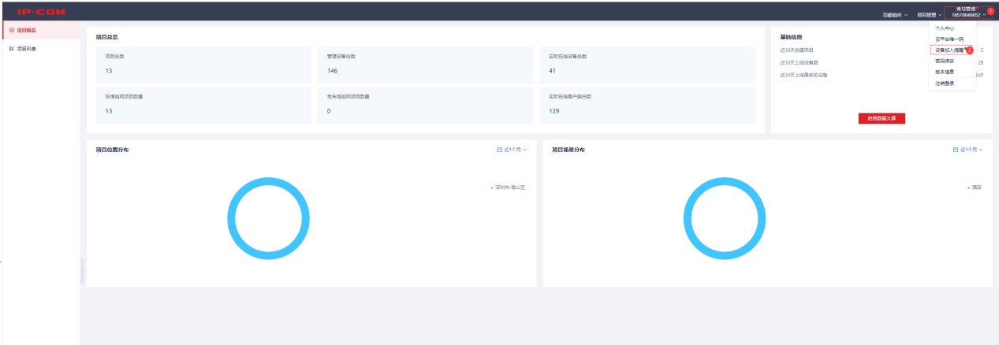 IP-COM
功能组件
项目管理
账号管理
18570649852
1
项目概览
项目列表
个人中心
云平台唯一码
设备加入提醒
2
密码修改
版本信息
注销登录
项目总览
项目总数
13
管理设备总数
146
实时在线设备总数
41
标准组网项目数量
13
免布线组网项目数量
0
实时在线客户端总数
129
基础信息
近30天创建项目
5
近30天上线设备数
29
近30天上线最多的设备
AP
启用数据大屏
项目位置分布
近1个月
深圳市-南山区
项目场景分布
近1个月
酒店